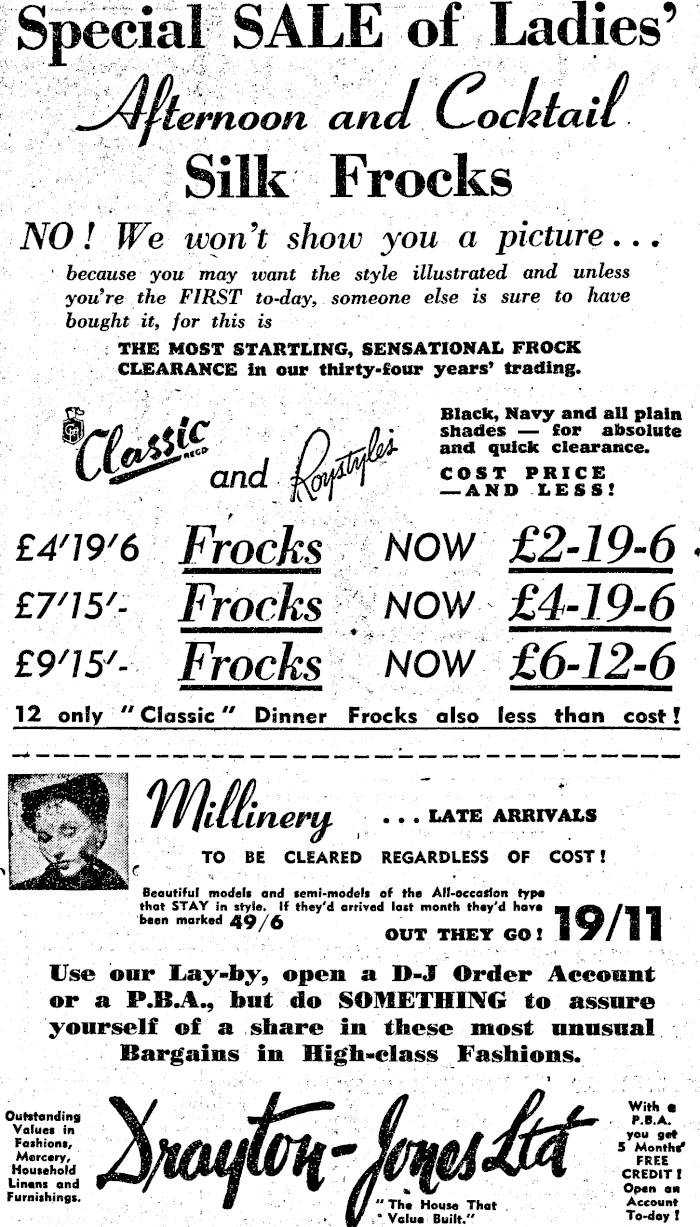 Special SALE of Ladies'
Afternoon and Cocktail
Silk Frocks
NO! We won't show you a picture...
because you may want the style illustrated and unless
you're the FIRST to-day, someone else is sure to have
bought it, for this is
THE MOST STARTLING, SENSATIONAL FROCK
CLEARANCE in our thirty-four years' trading.
Classic
REGD
and Roystyles
Black, Navy and all plain
shades — for absolute
and quick clearance.
COST PRICE
—AND LESS!
£4'19'6 Frocks NOW £2-19-6
£7'15'- Frocks NOW £4-19-6
£9'15'- Frocks NOW £6-12-6
12 only "Classic" Dinner Frocks also less than cost!
Millinery ... LATE ARRIVALS
TO BE CLEARED REGARDLESS OF COST!
Beautiful models and semi-models of the All-occasion type
that STAY in style. If they'd arrived last month they'd have
been marked 49/6
OUT THEY GO! 19/11
Use our Lay-by, open a D-J Order Account
or a P.B.A., but do SOMETHING to assure
yourself of a share in these most unusual
Bargains in High-class Fashions.
Outstanding
Values in
Fashions,
Mercery,
Household
Linens and
Furnishings.
Drayton-Jones Ltd
"The House That
Value Built."
With a
P.B.A.
you get
5 Months'
FREE
CREDIT!
Open an
Account
To-day!